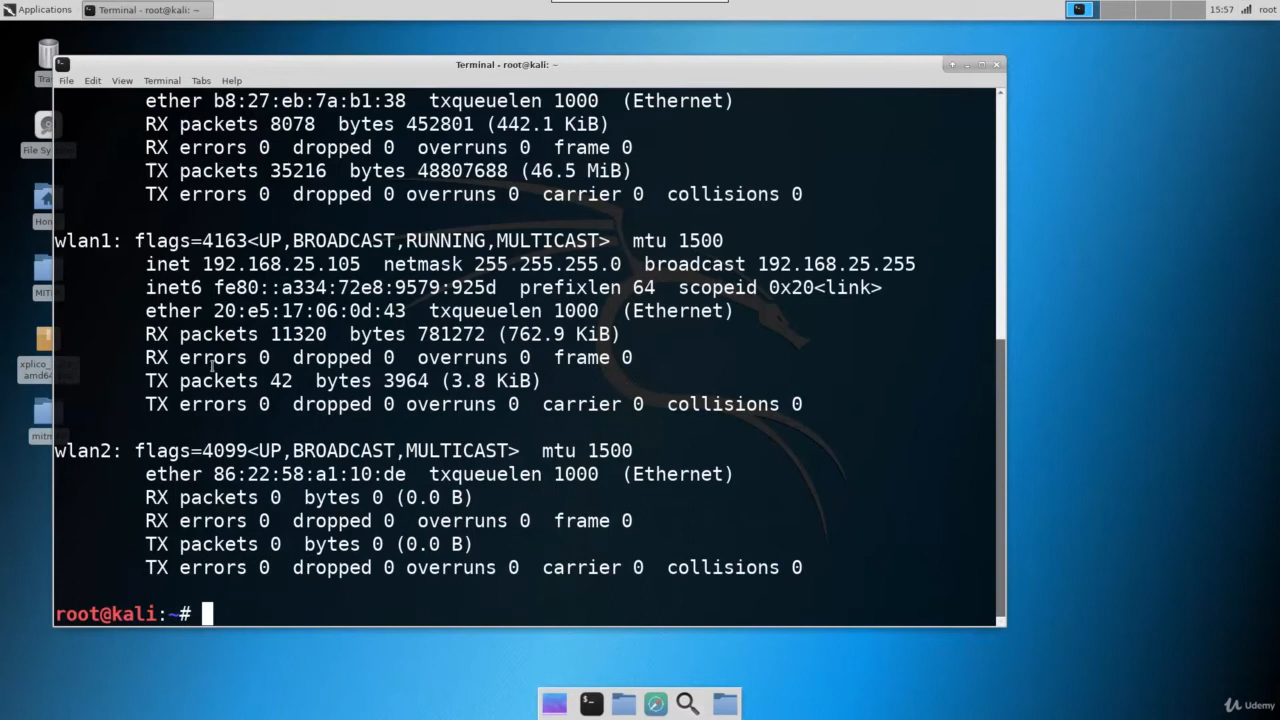 Applications
Terminal - root@kali: ~
15:57
root
Terminal - root@kali: ~
File Edit View Terminal Tabs Help
ether b8:27:eb:7a:b1:38 txqueuelen 1000 (Ethernet)
RX packets 8078 bytes 452801 (442.1 KiB)
RX errors 0 dropped 0 overruns 0 frame 0
TX packets 35216 bytes 48807688 (46.5 MiB)
TX errors 0 dropped 0 overruns 0 carrier 0 collisions 0
wlan1: flags=4163<UP,BROADCAST,RUNNING,MULTICAST> mtu 1500
inet 192.168.25.105 netmask 255.255.255.0 broadcast 192.168.25.255
inet6 fe80::a334:72e8:9579:925d prefixlen 64 scopeid 0x20<link>
ether 20:e5:17:06:0d:43 txqueuelen 1000 (Ethernet)
RX packets 11320 bytes 781272 (762.9 KiB)
RX errors 0 dropped 0 overruns 0 frame 0
TX packets 42 bytes 3964 (3.8 KiB)
TX errors 0 dropped 0 overruns 0 carrier 0 collisions 0
wlan2: flags=4099<UP,BROADCAST,MULTICAST> mtu 1500
ether 86:22:58:a1:10:de txqueuelen 1000 (Ethernet)
RX packets 0 bytes 0 (0.0 B)
RX errors 0 dropped 0 overruns 0 frame 0
TX packets 0 bytes 0 (0.0 B)
TX errors 0 dropped 0 overruns 0 carrier 0 collisions 0
root@kali:~#
File Sy
xplico_
amd64
Udemy